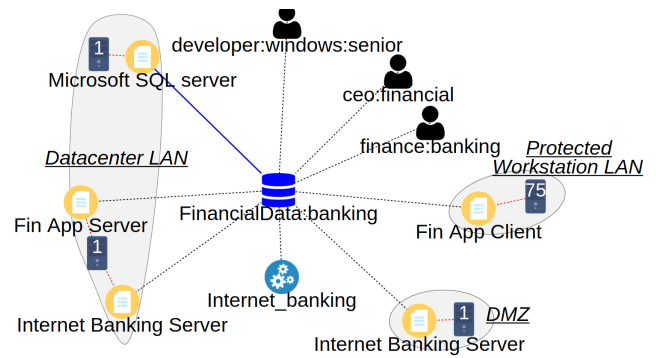 developer:windows:senior
1
Microsoft SQL server
ceo:financial
finance:banking
Protected
Workstation LAN
Datacenter LAN
75
FinancialData:banking
Fin App Server
Fin App Client
1
Internet_banking
Internet Banking Server
1
DMZ
Internet Banking Server